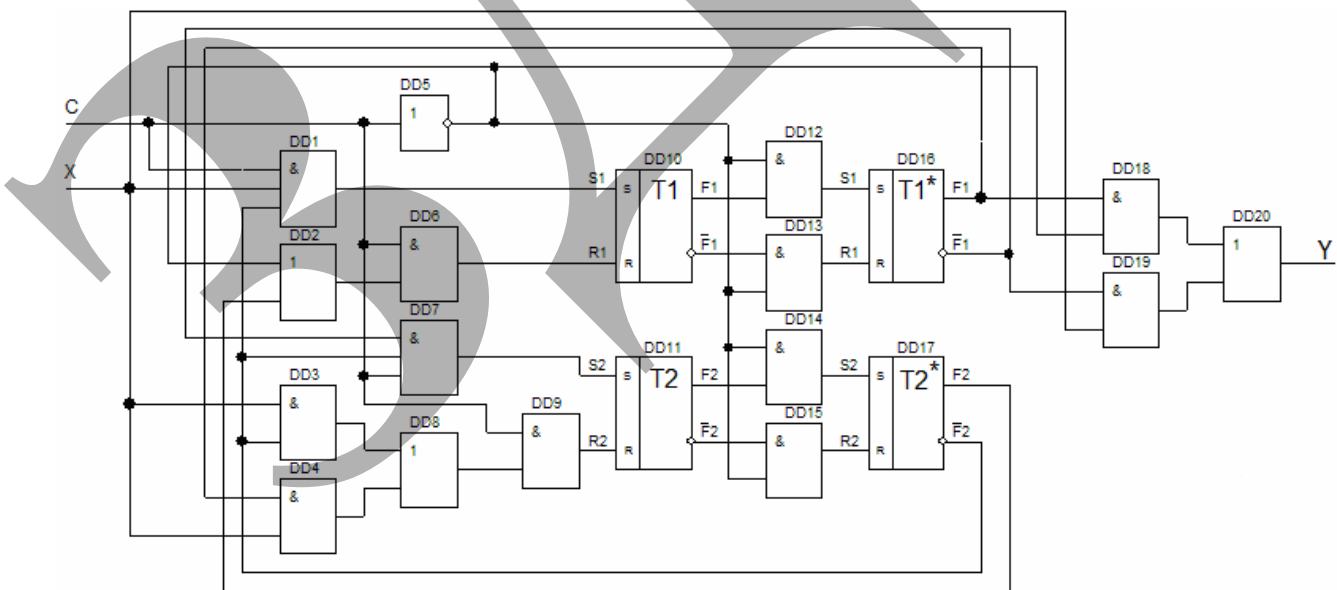 DD5
C
1
DD12
DD1
&
X
&
DD10
DD16
DD18
S1
S
T1
F1
S1
S
T1*
F1
&
DD6
DD20
DD2
DD13
&
1
1
F̅1
Y
R1
R
&
R1
R
F̅1
DD19
&
DD7
DD14
&
DD11
&
DD17
S2
S
T2
F2
S2
S
T2*
F2
DD3
&
DD9
DD8
DD15
&
F̅2
&
F̅2
1
R2
R
R2
R
DD4
&